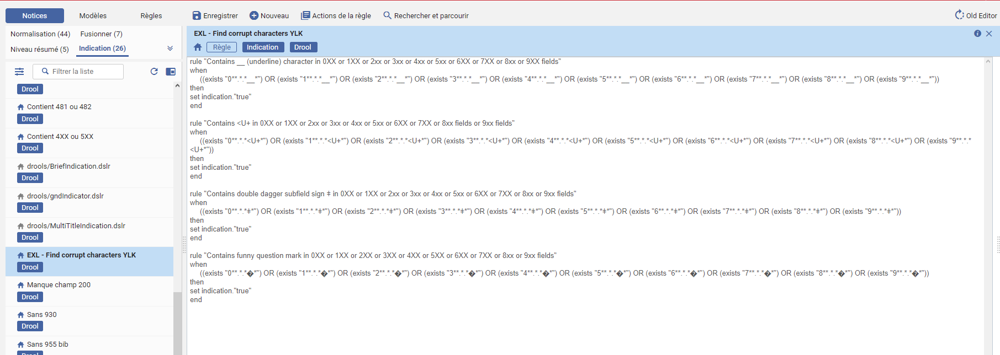 Notices Modèles Règles Enregistrer Nouveau Actions de la règle Rechercher et parcourir Old Editor
Normalisation (44) Fusionner (7)
Niveau résumé (5) Indication (26)
Filtrer la liste
Drool
Contient 481 ou 482
Drool
Contient 4XX ou 5XX
Drool
drools/BriefIndication.dslr
Drool
drools/gndIndicator.dslr
Drool
drools/MultiTitleIndication.dslr
Drool
EXL - Find corrupt characters YLK
Drool
Manque champ 200
Drool
Sans 930
Drool
Sans 955 bib
Drool
EXL - Find corrupt characters YLK
Règle Indication Drool
rule "Contains __ (underline) character in 0XX or 1XX or 2xx or 3xx or 4xx or 5xx or 6XX or 7XX or 8xx or 9XX fields"
when
((exists "0**.*.*__*") OR (exists "1**.*.*__*") OR (exists "2**.*.*__*") OR (exists "3**.*.*__*") OR (exists "4**.*.*__*") OR (exists "5**.*.*__*") OR (exists "6**.*.*__*") OR (exists "7**.*.*__*") OR (exists "8**.*.*__*") OR (exists "9**.*.*__*"))
then
set indication."true"
end
rule "Contains <U+ in 0XX or 1XX or 2xx or 3xx or 4xx or 5xx or 6XX or 7XX or 8xx fields or 9xx fields"
when
((exists "0**.*.*<U+*") OR (exists "1**.*.*<U+*") OR (exists "2**.*.*<U+*") OR (exists "3**.*.*<U+*") OR (exists "4**.*.*<U+*") OR (exists "5**.*.*<U+*") OR (exists "6**.*.*<U+*") OR (exists "7**.*.*<U+*") OR (exists "8**.*.*<U+*") OR (exists "9**.*.*
<U+*"))
then
set indication."true"
end
rule "Contains double dagger subfield sign ‡ in 0XX or 1XX or 2xx or 3xx or 4xx or 5xx or 6XX or 7XX or 8xx or 9xx fields"
when
((exists "0**.*.*‡*") OR (exists "1**.*.*‡*") OR (exists "2**.*.*‡*") OR (exists "3**.*.*‡*") OR (exists "4**.*.*‡*") OR (exists "5**.*.*‡*") OR (exists "6**.*.*‡*") OR (exists "7**.*.*‡*") OR (exists "8**.*.*‡*") OR (exists "9**.*.*‡*"))
then
set indication."true"
end
rule "Contains funny question mark in 0XX or 1XX or 2XX or 3XX or 4XX or 5XX or 6XX or 7XX or 8xx or 9xx fields"
when
((exists "0**.*.*�*") OR (exists "1**.*.*�*") OR (exists "2**.*.*�*") OR (exists "3**.*.*�*") OR (exists "4**.*.*�*") OR (exists "5**.*.*�*") OR (exists "6**.*.*�*") OR (exists "7**.*.*�*") OR (exists "8**.*.*�*") OR (exists "9**.*.*�*"))
then
set indication."true"
end